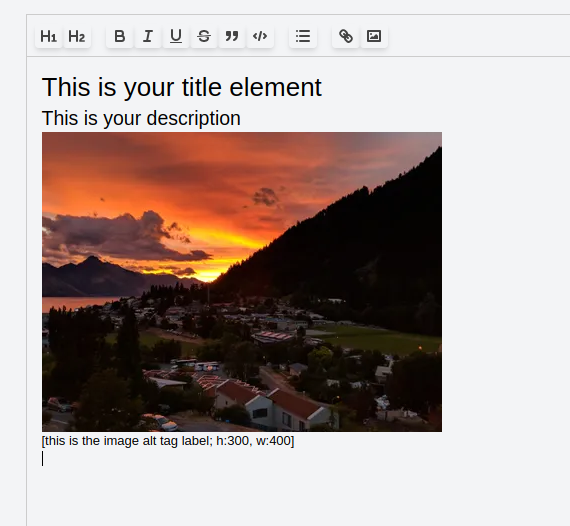 H1 H2 B I U S ” </>
This is your title element
This is your description
[this is the image alt tag label; h:300, w:400]